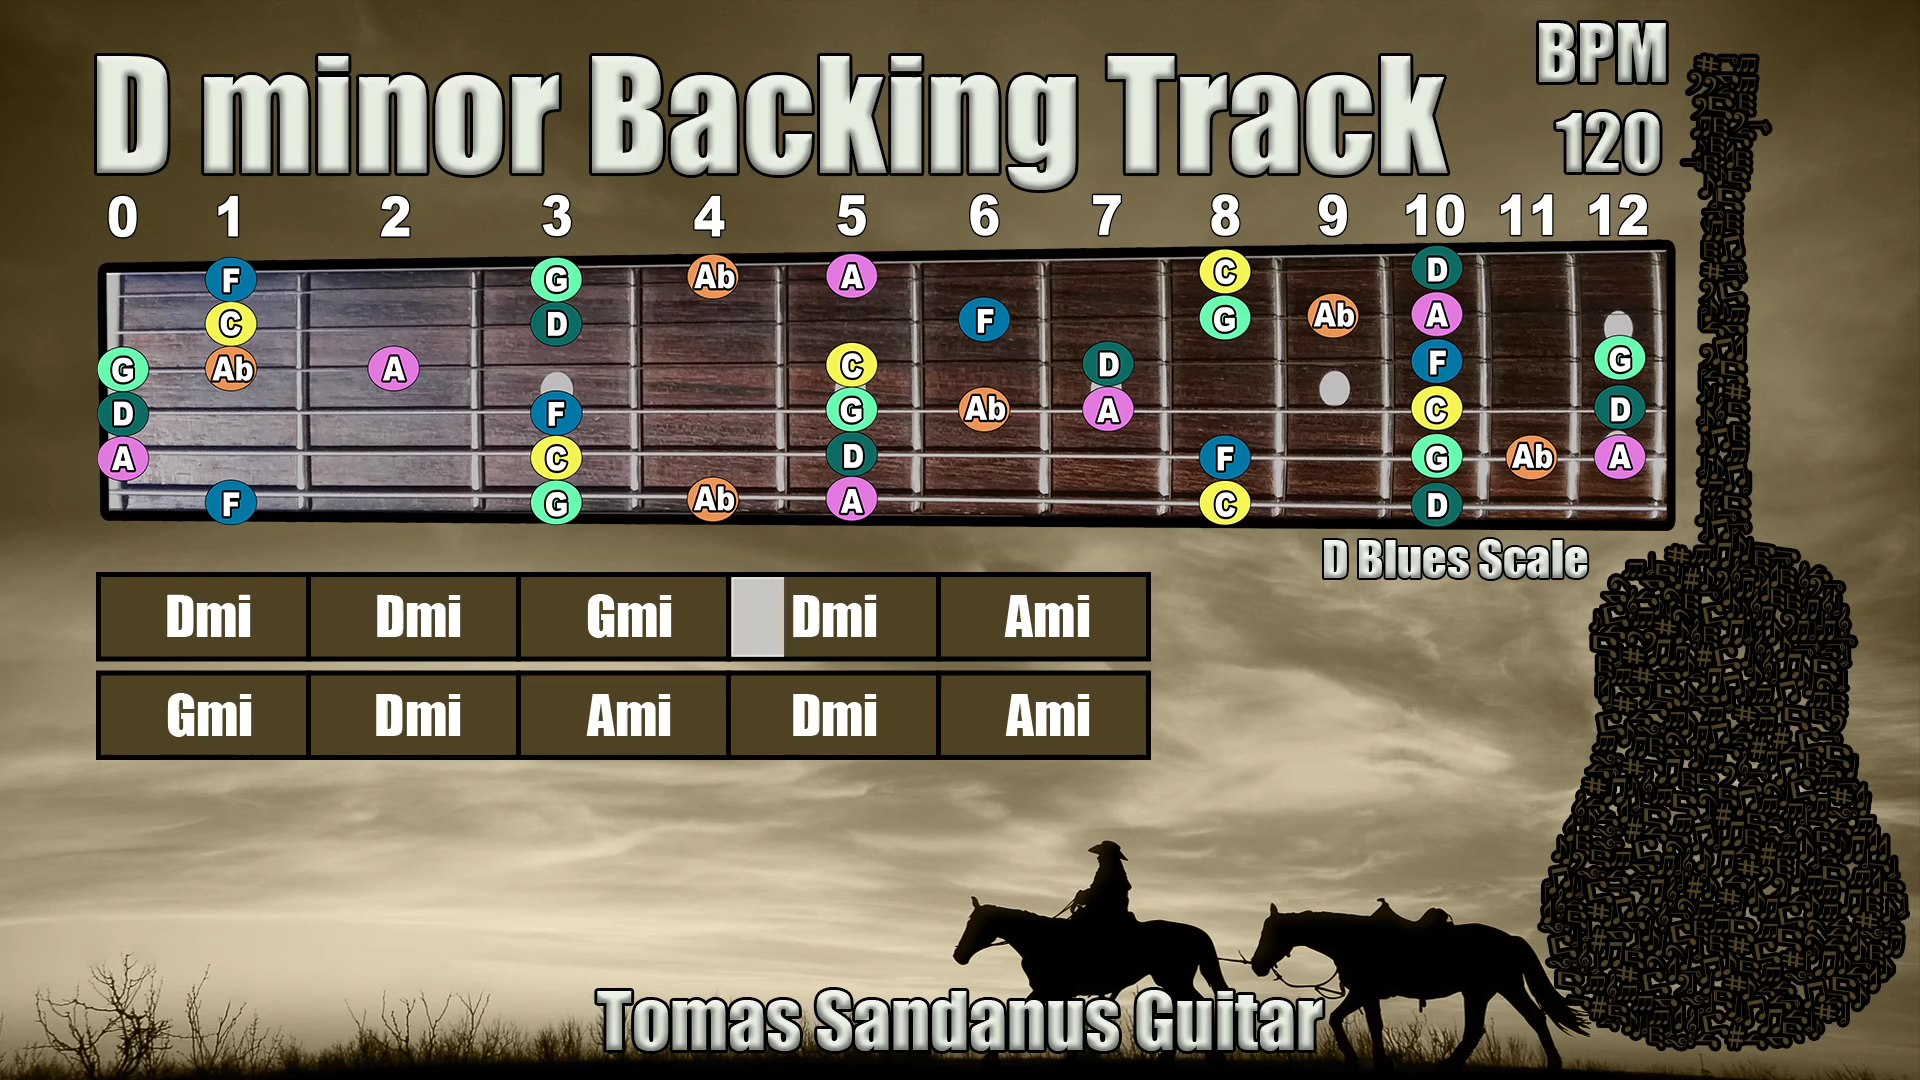 D minor Backing Track
BPM
120
0 1 2 3 4 5 6 7 8 9 10 11 12
F G Ab A C D
C D F G Ab A
G Ab A C D F G
D F G Ab A C D
A C D F G Ab A
F G Ab A C D
D Blues Scale
Dmi Dmi Gmi Dmi Ami
Gmi Dmi Ami Dmi Ami
Tomas Sandanus Guitar